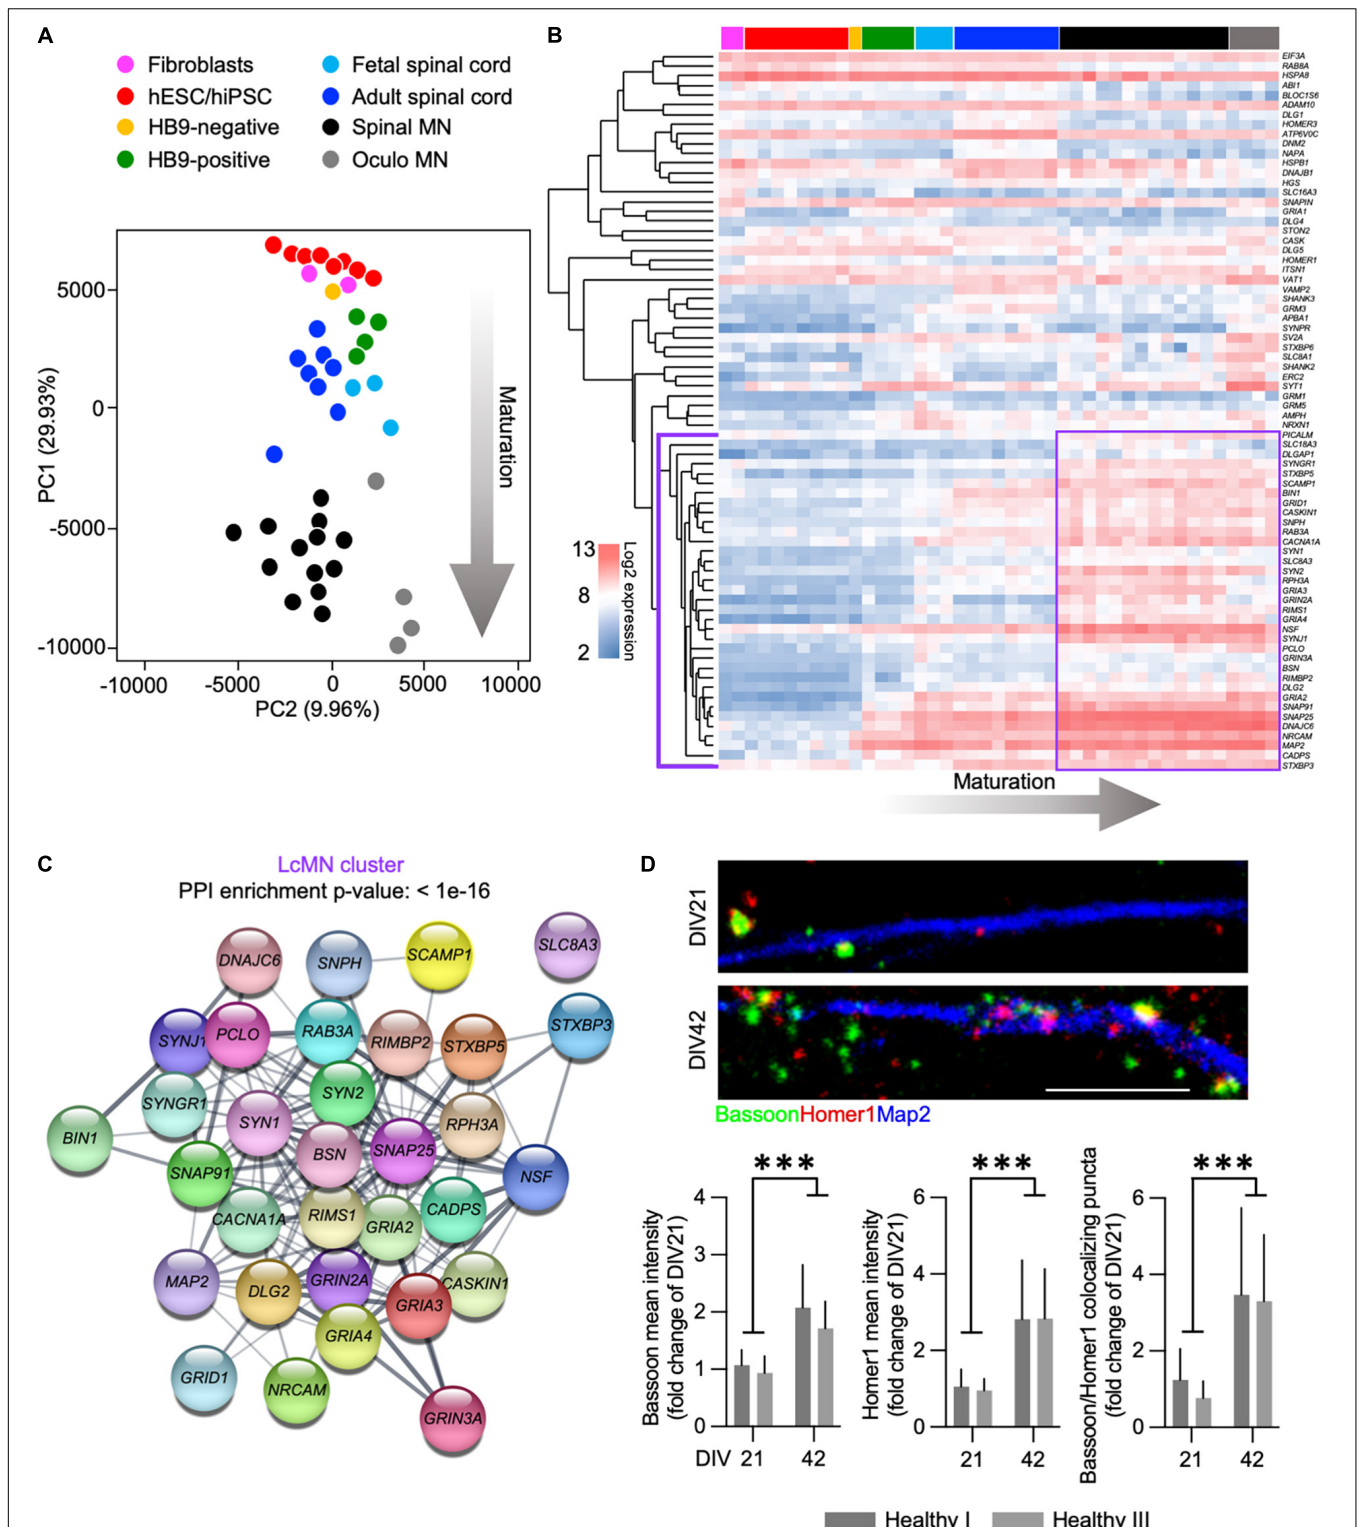 A
Fibroblasts
hESC/hiPSC
HB9-negative
HB9-positive
Fetal spinal cord
Adult spinal cord
Spinal MN
Oculo MN
5000
0
-5000
-10000
PC1 (29.93%)
-10000
-5000
0
5000
10000
PC2 (9.96%)
Maturation
B
EIF3A
RAB8A
HSPA8
ABI1
BLOC1S6
ADAM10
DLG1
HOMER3
ATP6V0C
DNM2
NAPA
HSPB1
DNAJB1
HGS
SLC16A3
SNAPIN
GRIA1
DLG4
STON2
CASK
DLG5
HOMER1
ITSN1
VAT1
VAMP2
SHANK3
GRM3
APBA1
SYNPR
SV2A
STXBP6
SLC8A1
SHANK2
ERC2
SYT1
GRM1
GRM5
AMPH
NRXN1
PICALM
SLC18A3
DLGAP1
SYNGR1
STXBP5
SCAMP1
BIN1
GRID1
CASKIN1
SNPH
RAB3A
CACNA1A
SYN1
SLC8A3
SYN2
RPH3A
GRIA3
GRIN2A
RIMS1
GRIA4
NSF
SYNJ1
PCLO
GRIN3A
BSN
RIMBP2
DLG2
GRIA2
SNAP91
SNAP25
DNAJC6
NRCAM
MAP2
CADPS
STXBP3
13
8
2
Log2 expression
Maturation
C
LcMN cluster
PPI enrichment p-value: < 1e-16
DNAJC6
SNPH
SCAMP1
SLC8A3
SYNJ1
PCLO
RAB3A
RIMBP2
STXBP5
STXBP3
SYNGR1
SYN2
BIN1
SYN1
BSN
SNAP25
RPH3A
SNAP91
NSF
CACNA1A
RIMS1
GRIA2
CADPS
MAP2
DLG2
GRIN2A
GRIA3
CASKIN1
GRIA4
GRID1
NRCAM
GRIN3A
D
DIV21
DIV42
BassoonHomer1Map2
Bassoon mean intensity
(fold change of DIV21)
4
3
2
1
0
***
DIV 21 42
Homer1 mean intensity
(fold change of DIV21)
6
4
2
0
***
21 42
Bassoon/Homer1 colocalizing puncta
(fold change of DIV21)
6
4
2
0
***
21 42
Healthy I
Healthy III